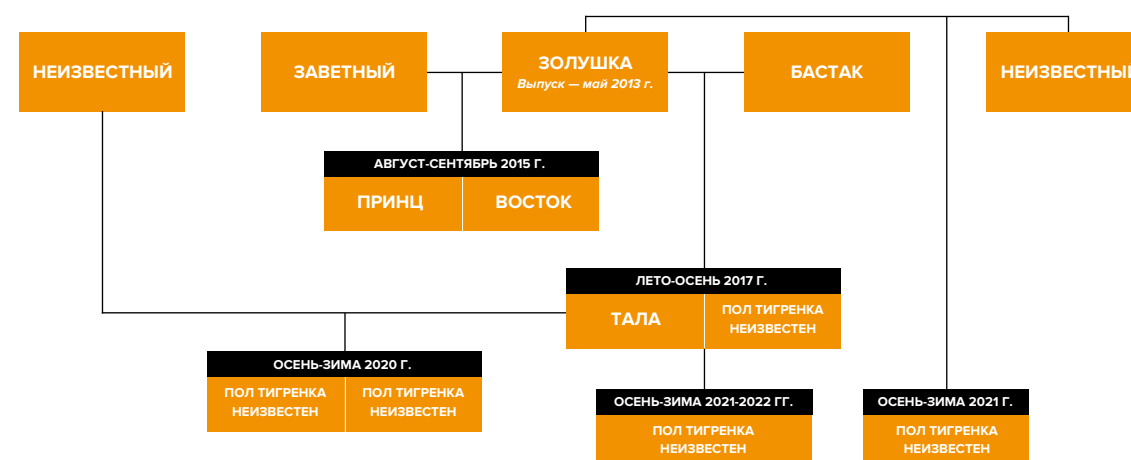 НЕИЗВЕСТНЫЙ
ЗАВЕТНЫЙ
ЗОЛУШКА
Выпуск — май 2013 г.
БАСТАК
НЕИЗВЕСТНЫЙ
АВГУСТ-СЕНТЯБРЬ 2015 Г.
ПРИНЦ
ВОСТОК
ЛЕТО-ОСЕНЬ 2017 Г.
ТАЛА
ПОЛ ТИГРЕНКА
НЕИЗВЕСТЕН
ОСЕНЬ-ЗИМА 2020 Г.
ПОЛ ТИГРЕНКА
НЕИЗВЕСТЕН
ПОЛ ТИГРЕНКА
НЕИЗВЕСТЕН
ОСЕНЬ-ЗИМА 2021-2022 ГГ.
ПОЛ ТИГРЕНКА
НЕИЗВЕСТЕН
ОСЕНЬ-ЗИМА 2021 Г.
ПОЛ ТИГРЕНКА
НЕИЗВЕСТЕН